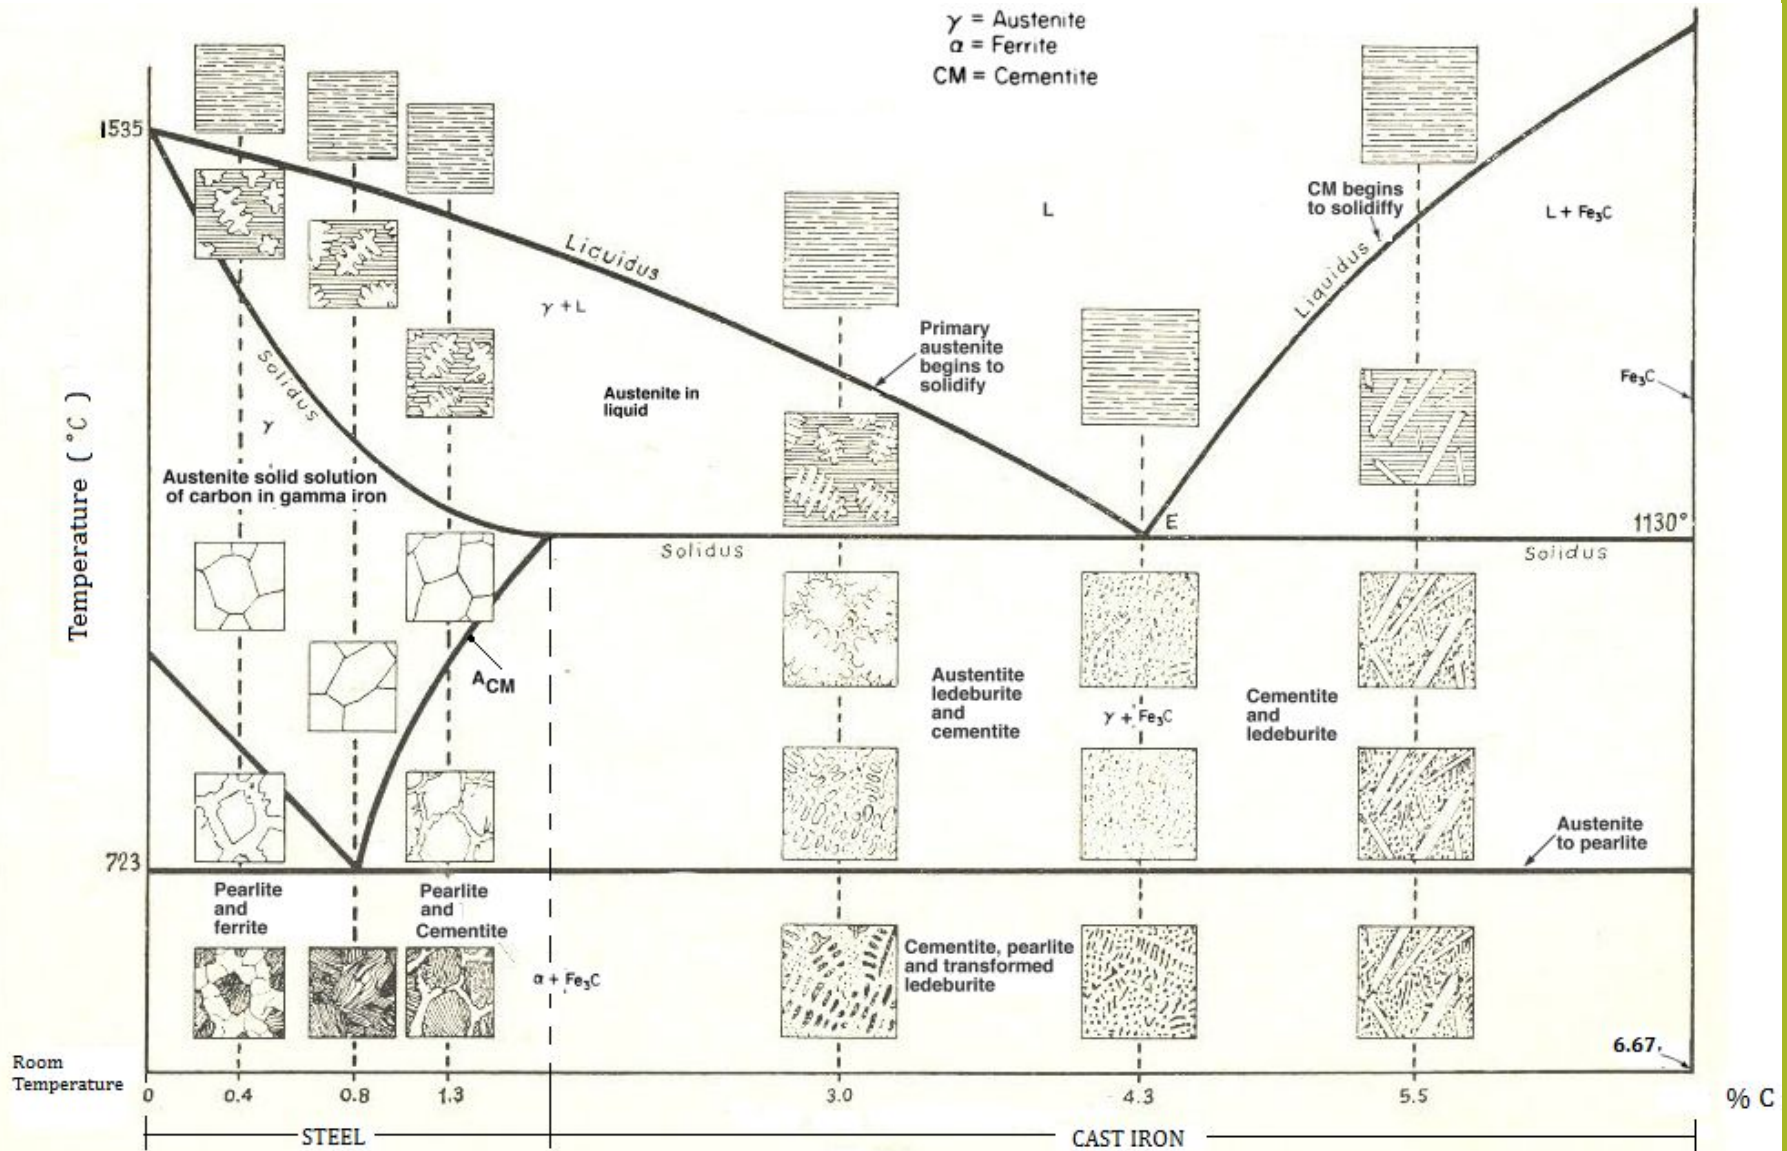 γ = Austenite
α = Ferrite
CM = Cementite
1535
Liquidus
γ + L
Solidus
γ
Austenite solid solution
of carbon in gamma iron
Austenite in
liquid
Primary
austenite
begins to
solidify
L
CM begins
to solidiffy
Liquidus
L + Fe₃C
Fe₃C
E
1130°
Solidus
Solidus
Temperature ( °C )
A CM
Austentite
ledeburite
and
cementite
γ + Fe₃C
Cementite
and
ledeburite
Austenite
to pearlite
723
Pearlite
and
ferrite
Pearlite
and
Cementite
α + Fe₃C
Cementite, pearlite
and transformed
ledeburite
6.67.
Room
Temperature
0
0.4
0.8
1.3
3.0
4.3
5.5
% C
STEEL
CAST IRON